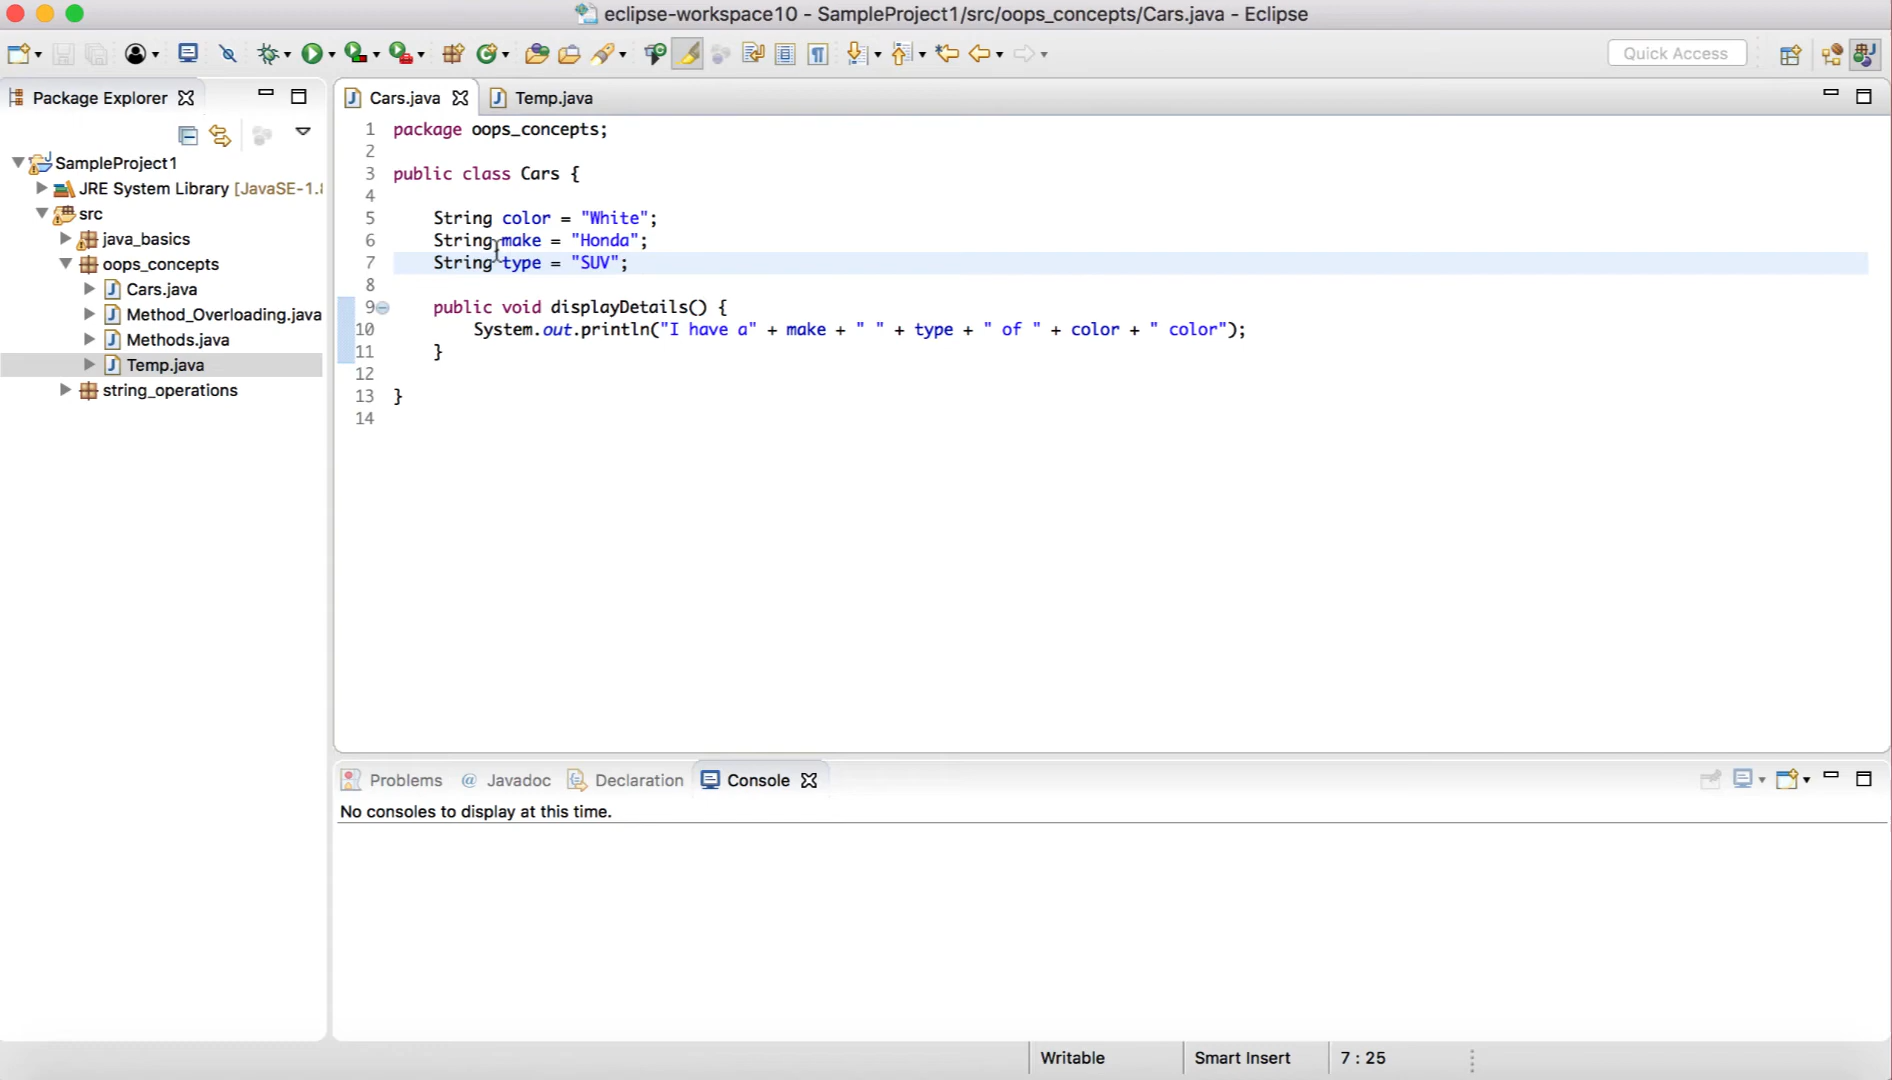 eclipse-workspace10 - SampleProject1/src/oops_concepts/Cars.java - Eclipse
Quick Access
Package Explorer
Cars.java
Temp.java
SampleProject1
JRE System Library [JavaSE-1.8
src
java_basics
oops_concepts
Cars.java
Method_Overloading.java
Methods.java
Temp.java
string_operations
1 package oops_concepts;
2
3 public class Cars {
4
5 String color = "White";
6 String make = "Honda";
7 String type = "SUV";
8
9 public void displayDetails() {
10 System.out.println("I have a" + make + " " + type + " of " + color + " color");
11 }
12
13 }
14
Problems @ Javadoc Declaration Console
No consoles to display at this time.
Writable Smart Insert 7 : 25